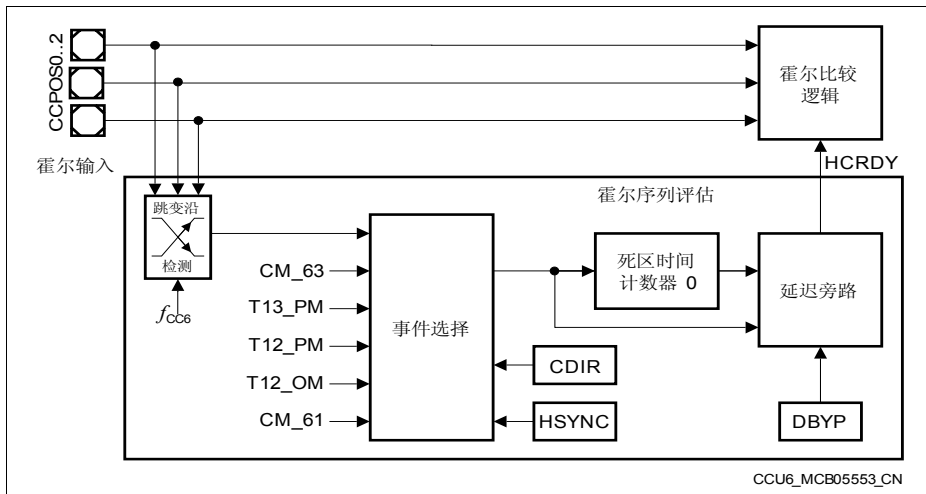 CCPOS0..2
霍尔输入
霍尔比较
逻辑
HCRDY
霍尔序列评估
跳变沿
检测
fCC6
CM_63
T13_PM
T12_PM
T12_OM
CM_61
事件选择
死区时间
计数器 0
延迟旁路
CDIR
HSYNC
DBYP
CCU6_MCB05553_CN